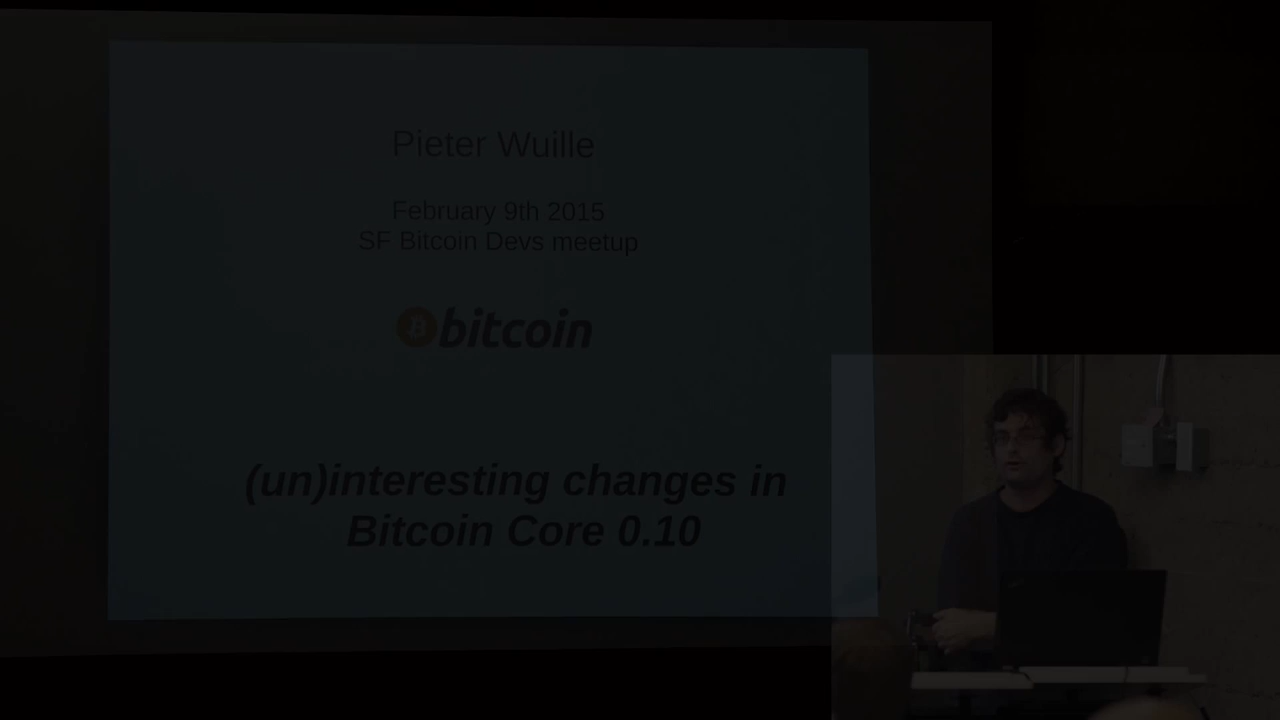 Pieter Wuille
February 9th 2015
SF Bitcoin Devs meetup
bitcoin
(un)interesting changes in
Bitcoin Core 0.10